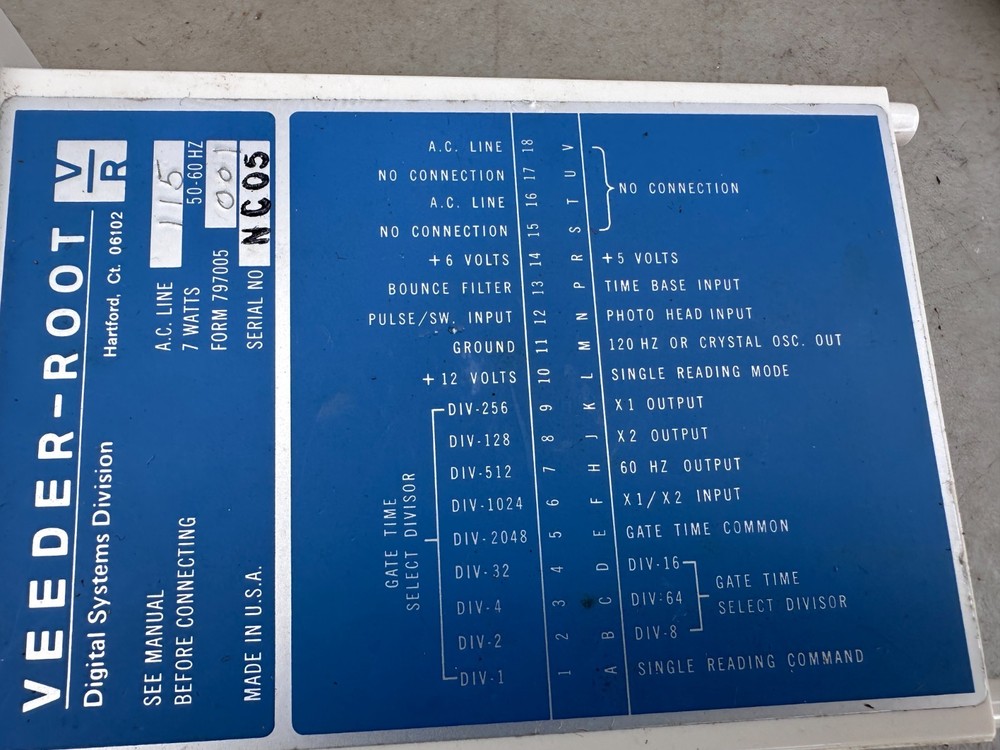 VEEDER-ROOT
V/R
Digital Systems Division
Hartford, Ct. 06102
SEE MANUAL
BEFORE CONNECTING
MADE IN U.S.A.
A.C. LINE 115
7 WATTS 50-60 HZ
FORM 797005 001
SERIAL NO NC05
A.C. LINE 18 V
NO CONNECTION 17 U
A.C. LINE 16 T
NO CONNECTION 15 S
NO CONNECTION
+6 VOLTS 14 R +5 VOLTS
BOUNCE FILTER 13 P TIME BASE INPUT
PULSE/SW. INPUT 12 N PHOTO HEAD INPUT
GROUND 11 M 120 HZ OR CRYSTAL OSC. OUT
+12 VOLTS 10 L SINGLE READING MODE
DIV-256 9 K X1 OUTPUT
DIV-128 8 J X2 OUTPUT
DIV-512 7 H 60 HZ OUTPUT
DIV-1024 6 F X1/X2 INPUT
DIV-2048 5 E GATE TIME COMMON
DIV-32 4 D DIV-16
DIV-4 3 C DIV-64
DIV-2 2 B DIV-8
DIV-1 1 A SINGLE READING COMMAND
GATE TIME
SELECT DIVISOR
GATE TIME
SELECT DIVISOR